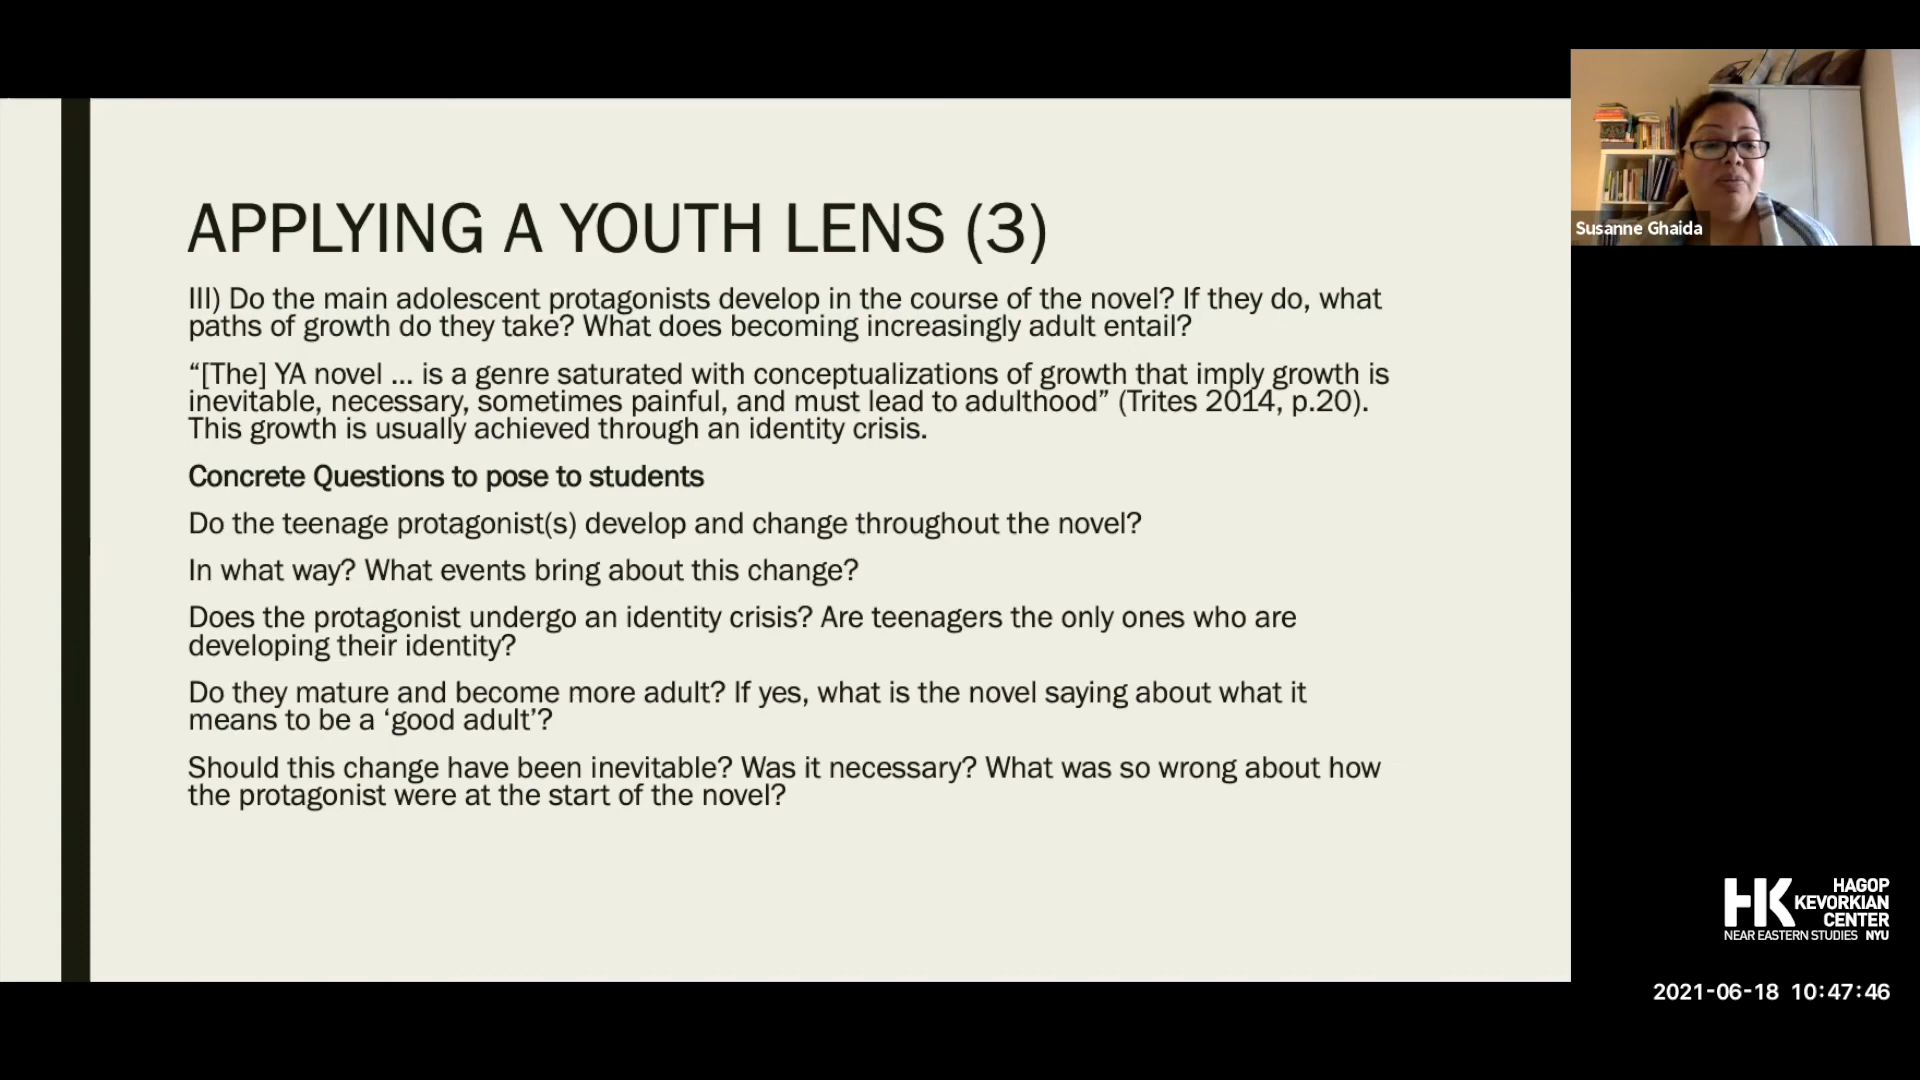 APPLYING A YOUTH LENS (3)
III) Do the main adolescent protagonists develop in the course of the novel? If they do, what
paths of growth do they take? What does becoming increasingly adult entail?
“[The] YA novel ... is a genre saturated with conceptualizations of growth that imply growth is
inevitable, necessary, sometimes painful, and must lead to adulthood” (Trites 2014, p.20).
This growth is usually achieved through an identity crisis.
Concrete Questions to pose to students
Do the teenage protagonist(s) develop and change throughout the novel?
In what way? What events bring about this change?
Does the protagonist undergo an identity crisis? Are teenagers the only ones who are
developing their identity?
Do they mature and become more adult? If yes, what is the novel saying about what it
means to be a ‘good adult’?
Should this change have been inevitable? Was it necessary? What was so wrong about how
the protagonist were at the start of the novel?
Susanne Ghaida
HK
HAGOP
KEVORKIAN
CENTER
NEAR EASTERN STUDIES NYU
2021-06-18 10:47:46